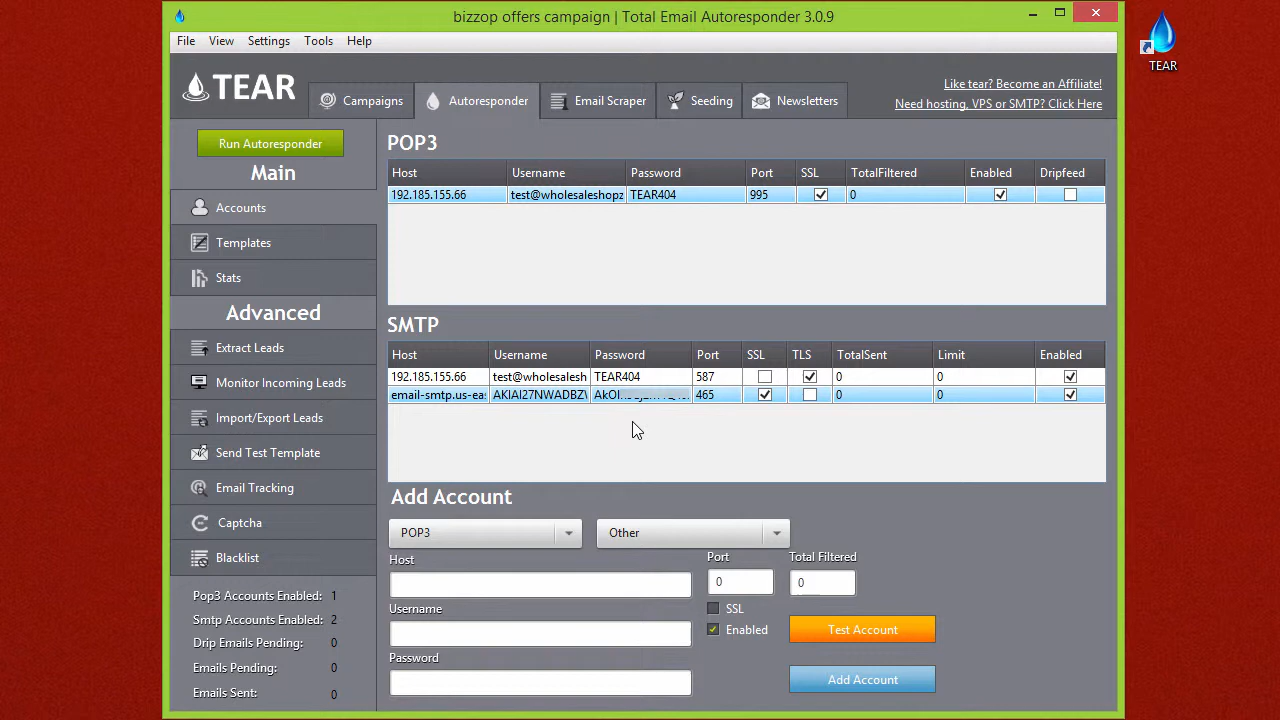 bizzop offers campaign | Total Email Autoresponder 3.0.9
File View Settings Tools Help
TEAR
TEAR
Campaigns Autoresponder Email Scraper Seeding Newsletters
Like tear? Become an Affiliate!
Need hosting, VPS or SMTP? Click Here
Run Autoresponder
Main
Accounts
Templates
Stats
Advanced
Extract Leads
Monitor Incoming Leads
Import/Export Leads
Send Test Template
Email Tracking
Captcha
Blacklist
Pop3 Accounts Enabled: 1
Smtp Accounts Enabled: 2
Drip Emails Pending: 0
Emails Pending: 0
Emails Sent: 0
POP3
Host Username Password Port SSL TotalFiltered Enabled Dripfeed
192.185.155.66 test@wholesaleshopz TEAR404 995 0
SMTP
Host Username Password Port SSL TLS TotalSent Limit Enabled
192.185.155.66 test@wholesalesh TEAR404 587 0 0
email-smtp.us-eas AKIAI27NWADBZV 465 0 0
Add Account
POP3 Other
Host
Port Total Filtered
0 0
Username
SSL
Enabled
Password
Test Account
Add Account